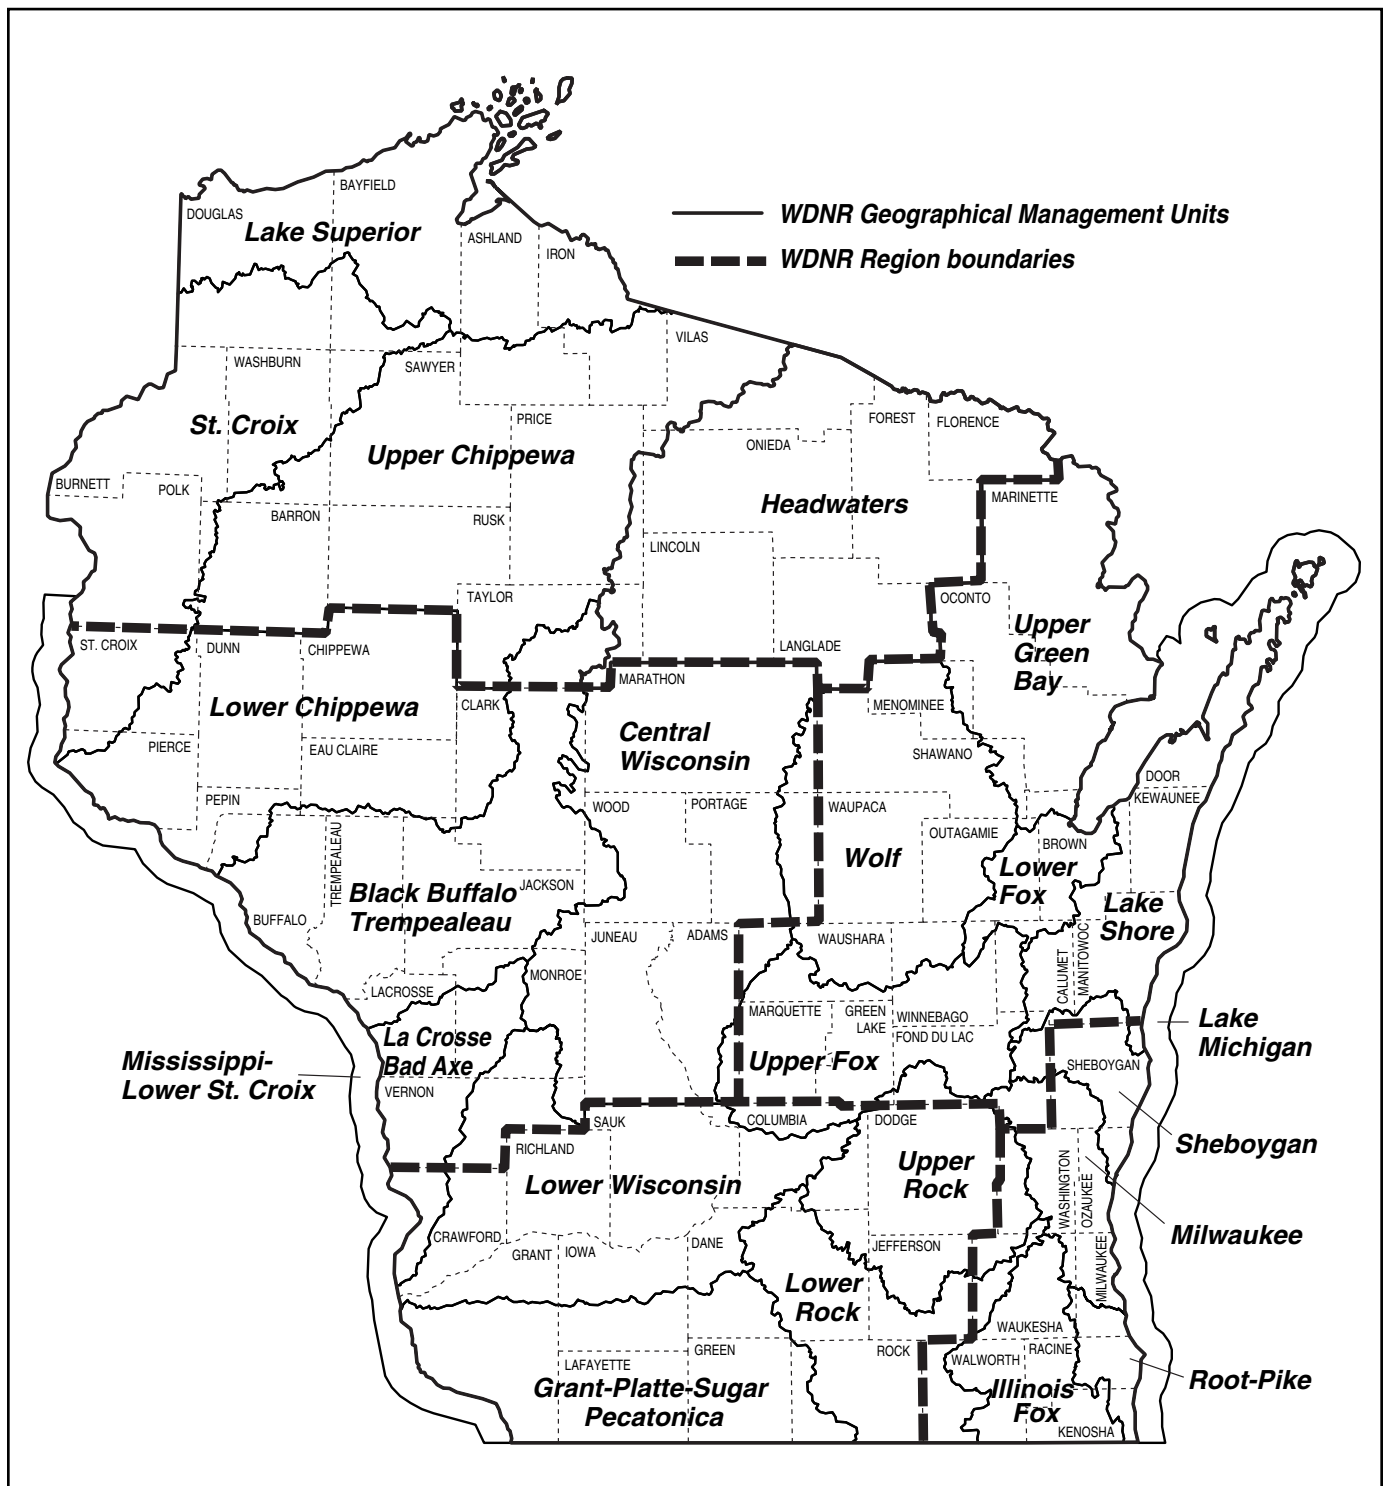 BAYFIELD
DOUGLAS
Lake Superior
ASHLAND
IRON
WDNR Geographical Management Units
WDNR Region boundaries
VILAS
WASHBURN
SAWYER
St. Croix
PRICE
FOREST
FLORENCE
Upper Chippewa
ONIEDA
BURNETT
POLK
Headwaters
MARINETTE
BARRON
RUSK
LINCOLN
TAYLOR
OCONTO
Upper
Green
Bay
ST. CROIX
DUNN
CHIPPEWA
LANGLADE
MARATHON
Lower Chippewa
CLARK
MENOMINEE
Central
Wisconsin
PIERCE
EAU CLAIRE
SHAWANO
DOOR
KEWAUNEE
PEPIN
WOOD
PORTAGE
WAUPACA
OUTAGAMIE
BROWN
TREMPEALEAU
Wolf
Lower
Fox
Black Buffalo
Trempealeau
JACKSON
BUFFALO
Lake
Shore
JUNEAU
ADAMS
WAUSHARA
CALUMET
MANITOWOC
MONROE
LACROSSE
MARQUETTE
GREEN
LAKE
WINNEBAGO
FOND DU LAC
Lake
Michigan
La Crosse
Bad Axe
Mississippi-
Lower St. Croix
Upper Fox
SHEBOYGAN
VERNON
SAUK
COLUMBIA
DODGE
Sheboygan
RICHLAND
Lower Wisconsin
Upper
Rock
WASHINGTON
OZAUKEE
Milwaukee
CRAWFORD
GRANT
IOWA
DANE
JEFFERSON
MILWAUKEE
Lower
Rock
WAUKESHA
GREEN
ROCK
WALWORTH
RACINE
LAFAYETTE
Grant-Platte-Sugar
Pecatonica
Illinois
Fox
Root-Pike
KENOSHA